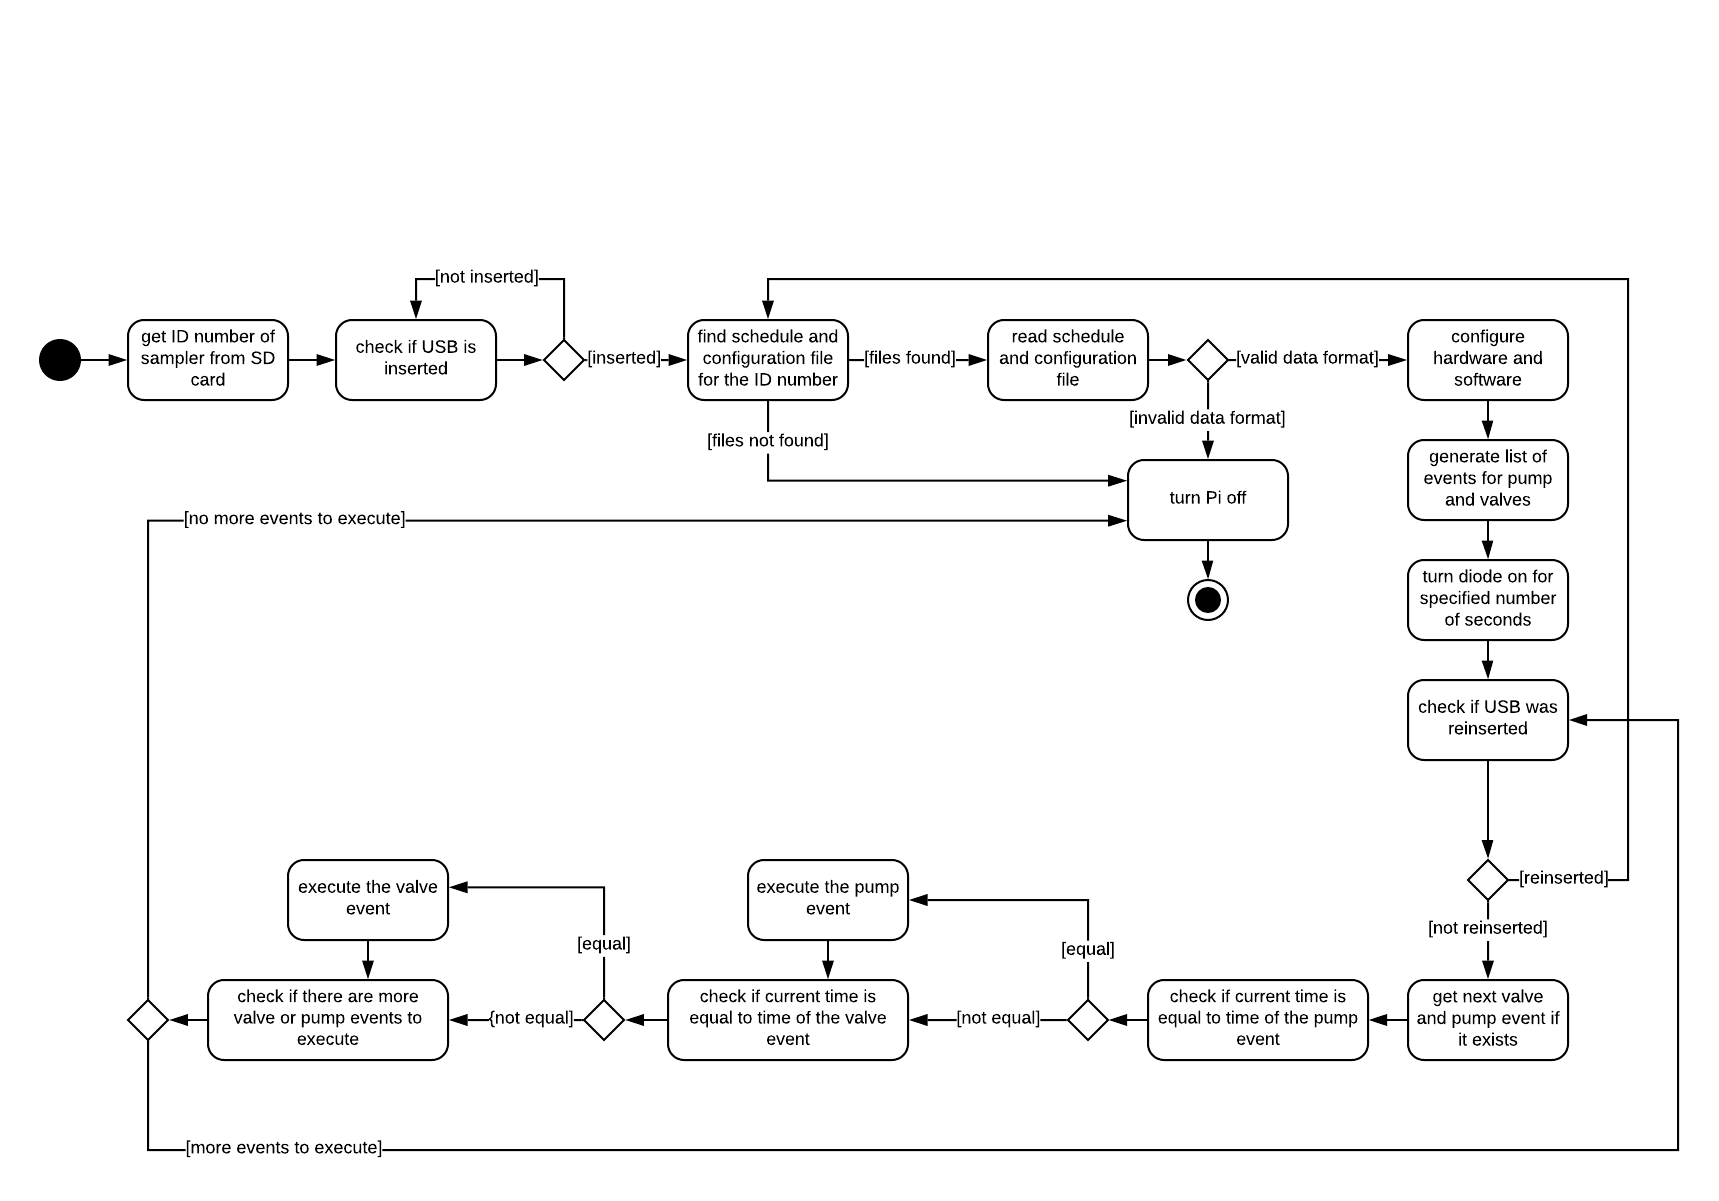 [not inserted]
get ID number of
sampler from SD
card
check if USB is
inserted
[inserted]
find schedule and
configuration file
for the ID number
[files found]
read schedule
and configuration
file
[valid data format]
configure
hardware and
software
[invalid data format]
[files not found]
generate list of
events for pump
and valves
turn Pi off
[no more events to execute]
turn diode on for
specified number
of seconds
check if USB was
reinserted
[reinserted]
[not reinserted]
execute the valve
event
[equal]
execute the pump
event
[equal]
check if there are more
valve or pump events to
execute
{not equal]
check if current time is
equal to time of the valve
event
[not equal]
check if current time is
equal to time of the pump
event
get next valve
and pump event if
it exists
[more events to execute]